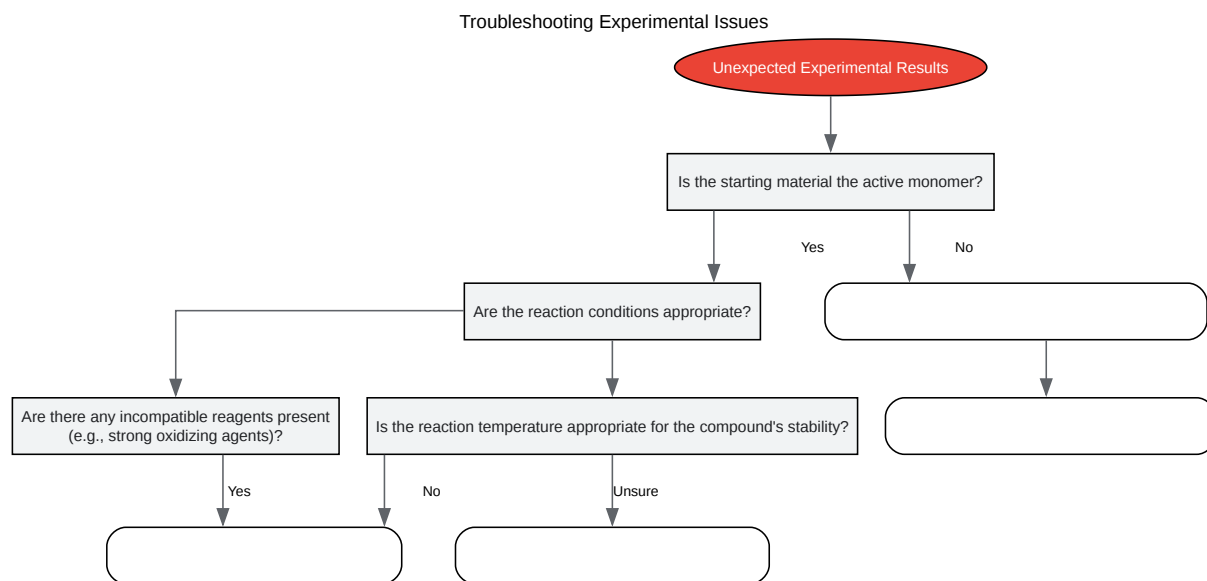 Troubleshooting Experimental Issues
Unexpected Experimental Results
Is the starting material the active monomer?
Yes
No
Are the reaction conditions appropriate?
Are there any incompatible reagents present
(e.g., strong oxidizing agents)?
Is the reaction temperature appropriate for the compound's stability?
Yes
No
Unsure